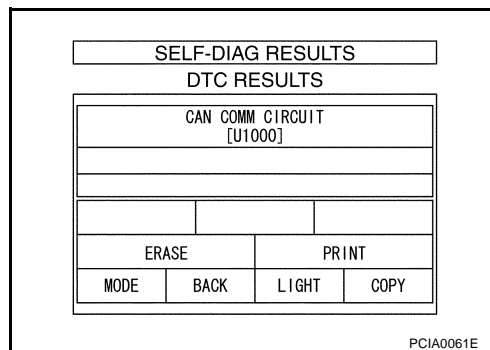 SELF-DIAG RESULTS
DTC RESULTS
CAN COMM CIRCUIT
[U1000]
ERASE PRINT
MODE BACK LIGHT COPY
PCIA0061E